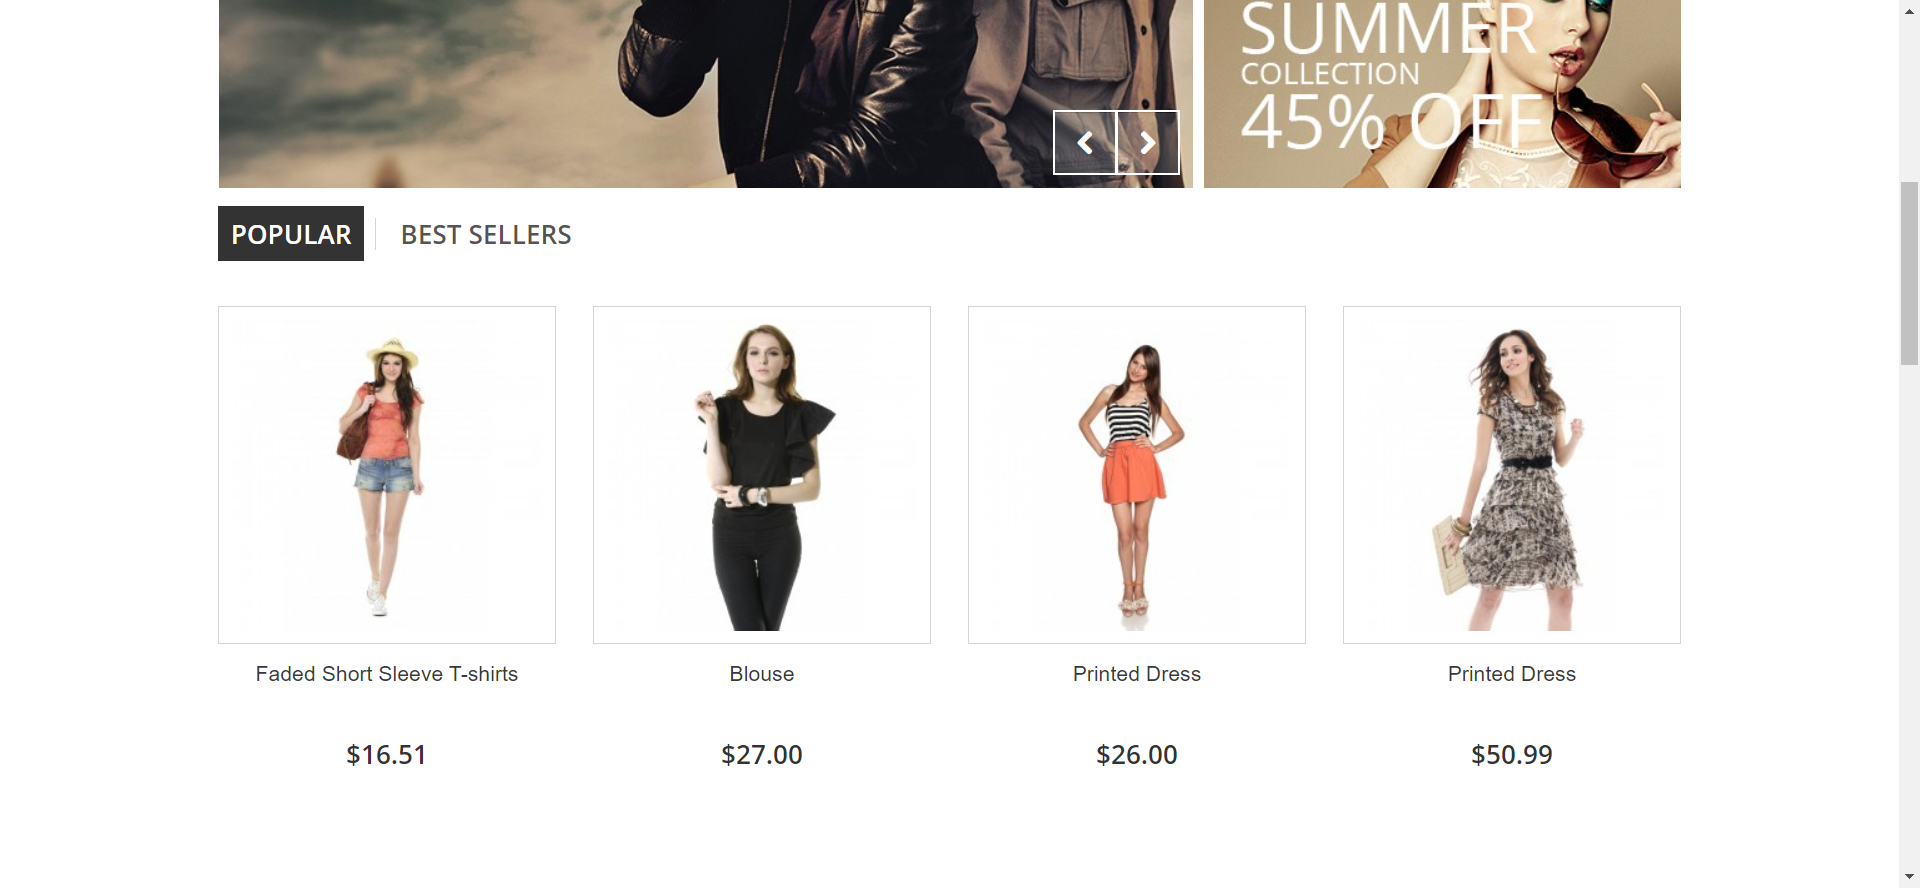 SUMMER
COLLECTION
45% OFF
POPULAR
BEST SELLERS
Faded Short Sleeve T-shirts
Blouse
Printed Dress
Printed Dress
$16.51
$27.00
$26.00
$50.99